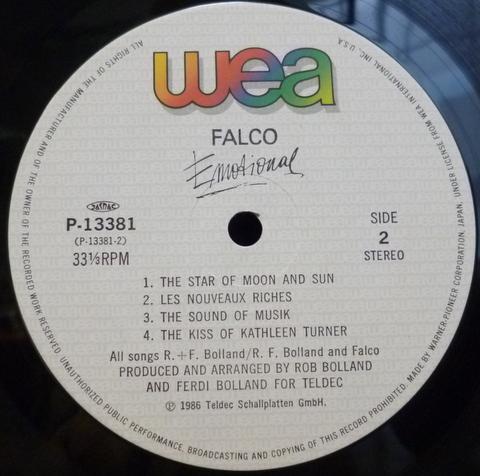 wea
FALCO
Emotional
JASRAC
P-13381
(P-13381-2)
33⅓RPM
SIDE
2
STEREO
1. THE STAR OF MOON AND SUN
2. LES NOUVEAUX RICHES
3. THE SOUND OF MUSIK
4. THE KISS OF KATHLEEN TURNER
All songs R.+F. Bolland/R. F. Bolland and Falco
PRODUCED AND ARRANGED BY ROB BOLLAND
AND FERDI BOLLAND FOR TELDEC
Ⓟ 1986 Teldec Schallplatten GmbH.
ALL RIGHTS OF THE MANUFACTURER AND OF THE OWNER OF THE RECORDED WORK RESERVED. UNAUTHORIZED PUBLIC PERFORMANCE, BROADCASTING AND COPYING OF THIS RECORD PROHIBITED. MADE BY WARNER-PIONEER CORPORATION, JAPAN. UNDER LICENSE FROM WEA INTERNATIONAL INC., U.S.A.